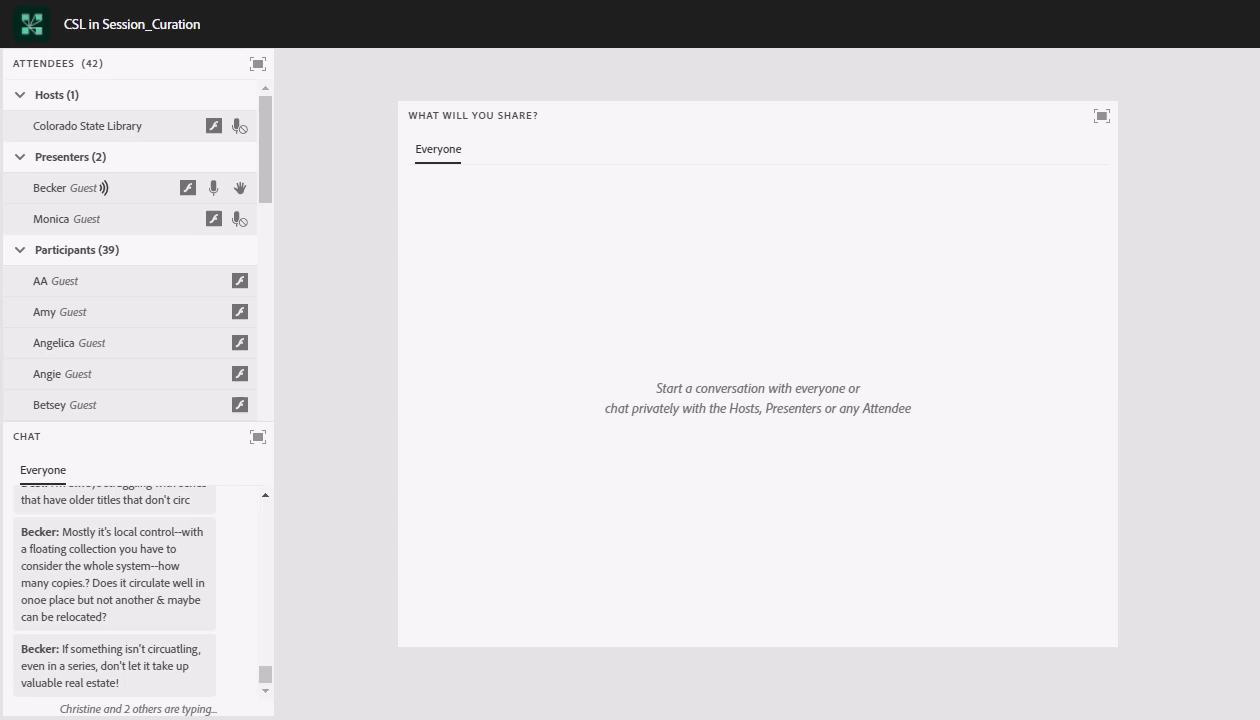 CSL in Session_Curation
ATTENDEES (42)
Hosts (1)
Colorado State Library
Presenters (2)
Becker Guest
Monica Guest
Participants (39)
AA Guest
Amy Guest
Angelica Guest
Angie Guest
Betsey Guest
CHAT
Everyone
that have older titles that don't circ
Becker: Mostly it's local control--with
a floating collection you have to
consider the whole system--how
many copies.? Does it circulate well in
onoe place but not another & maybe
can be relocated?
Becker: If something isn't circuatling,
even in a series, don't let it take up
valuable real estate!
Christine and 2 others are typing...
WHAT WILL YOU SHARE?
Everyone
Start a conversation with everyone or
chat privately with the Hosts, Presenters or any Attendee